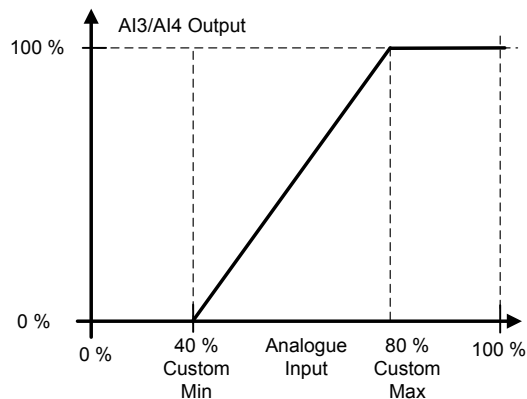 AI3/AI4 Output
100 %
0 %
0 %
40 %
Custom
Min
Analogue
Input
80 %
Custom
Max
100 %